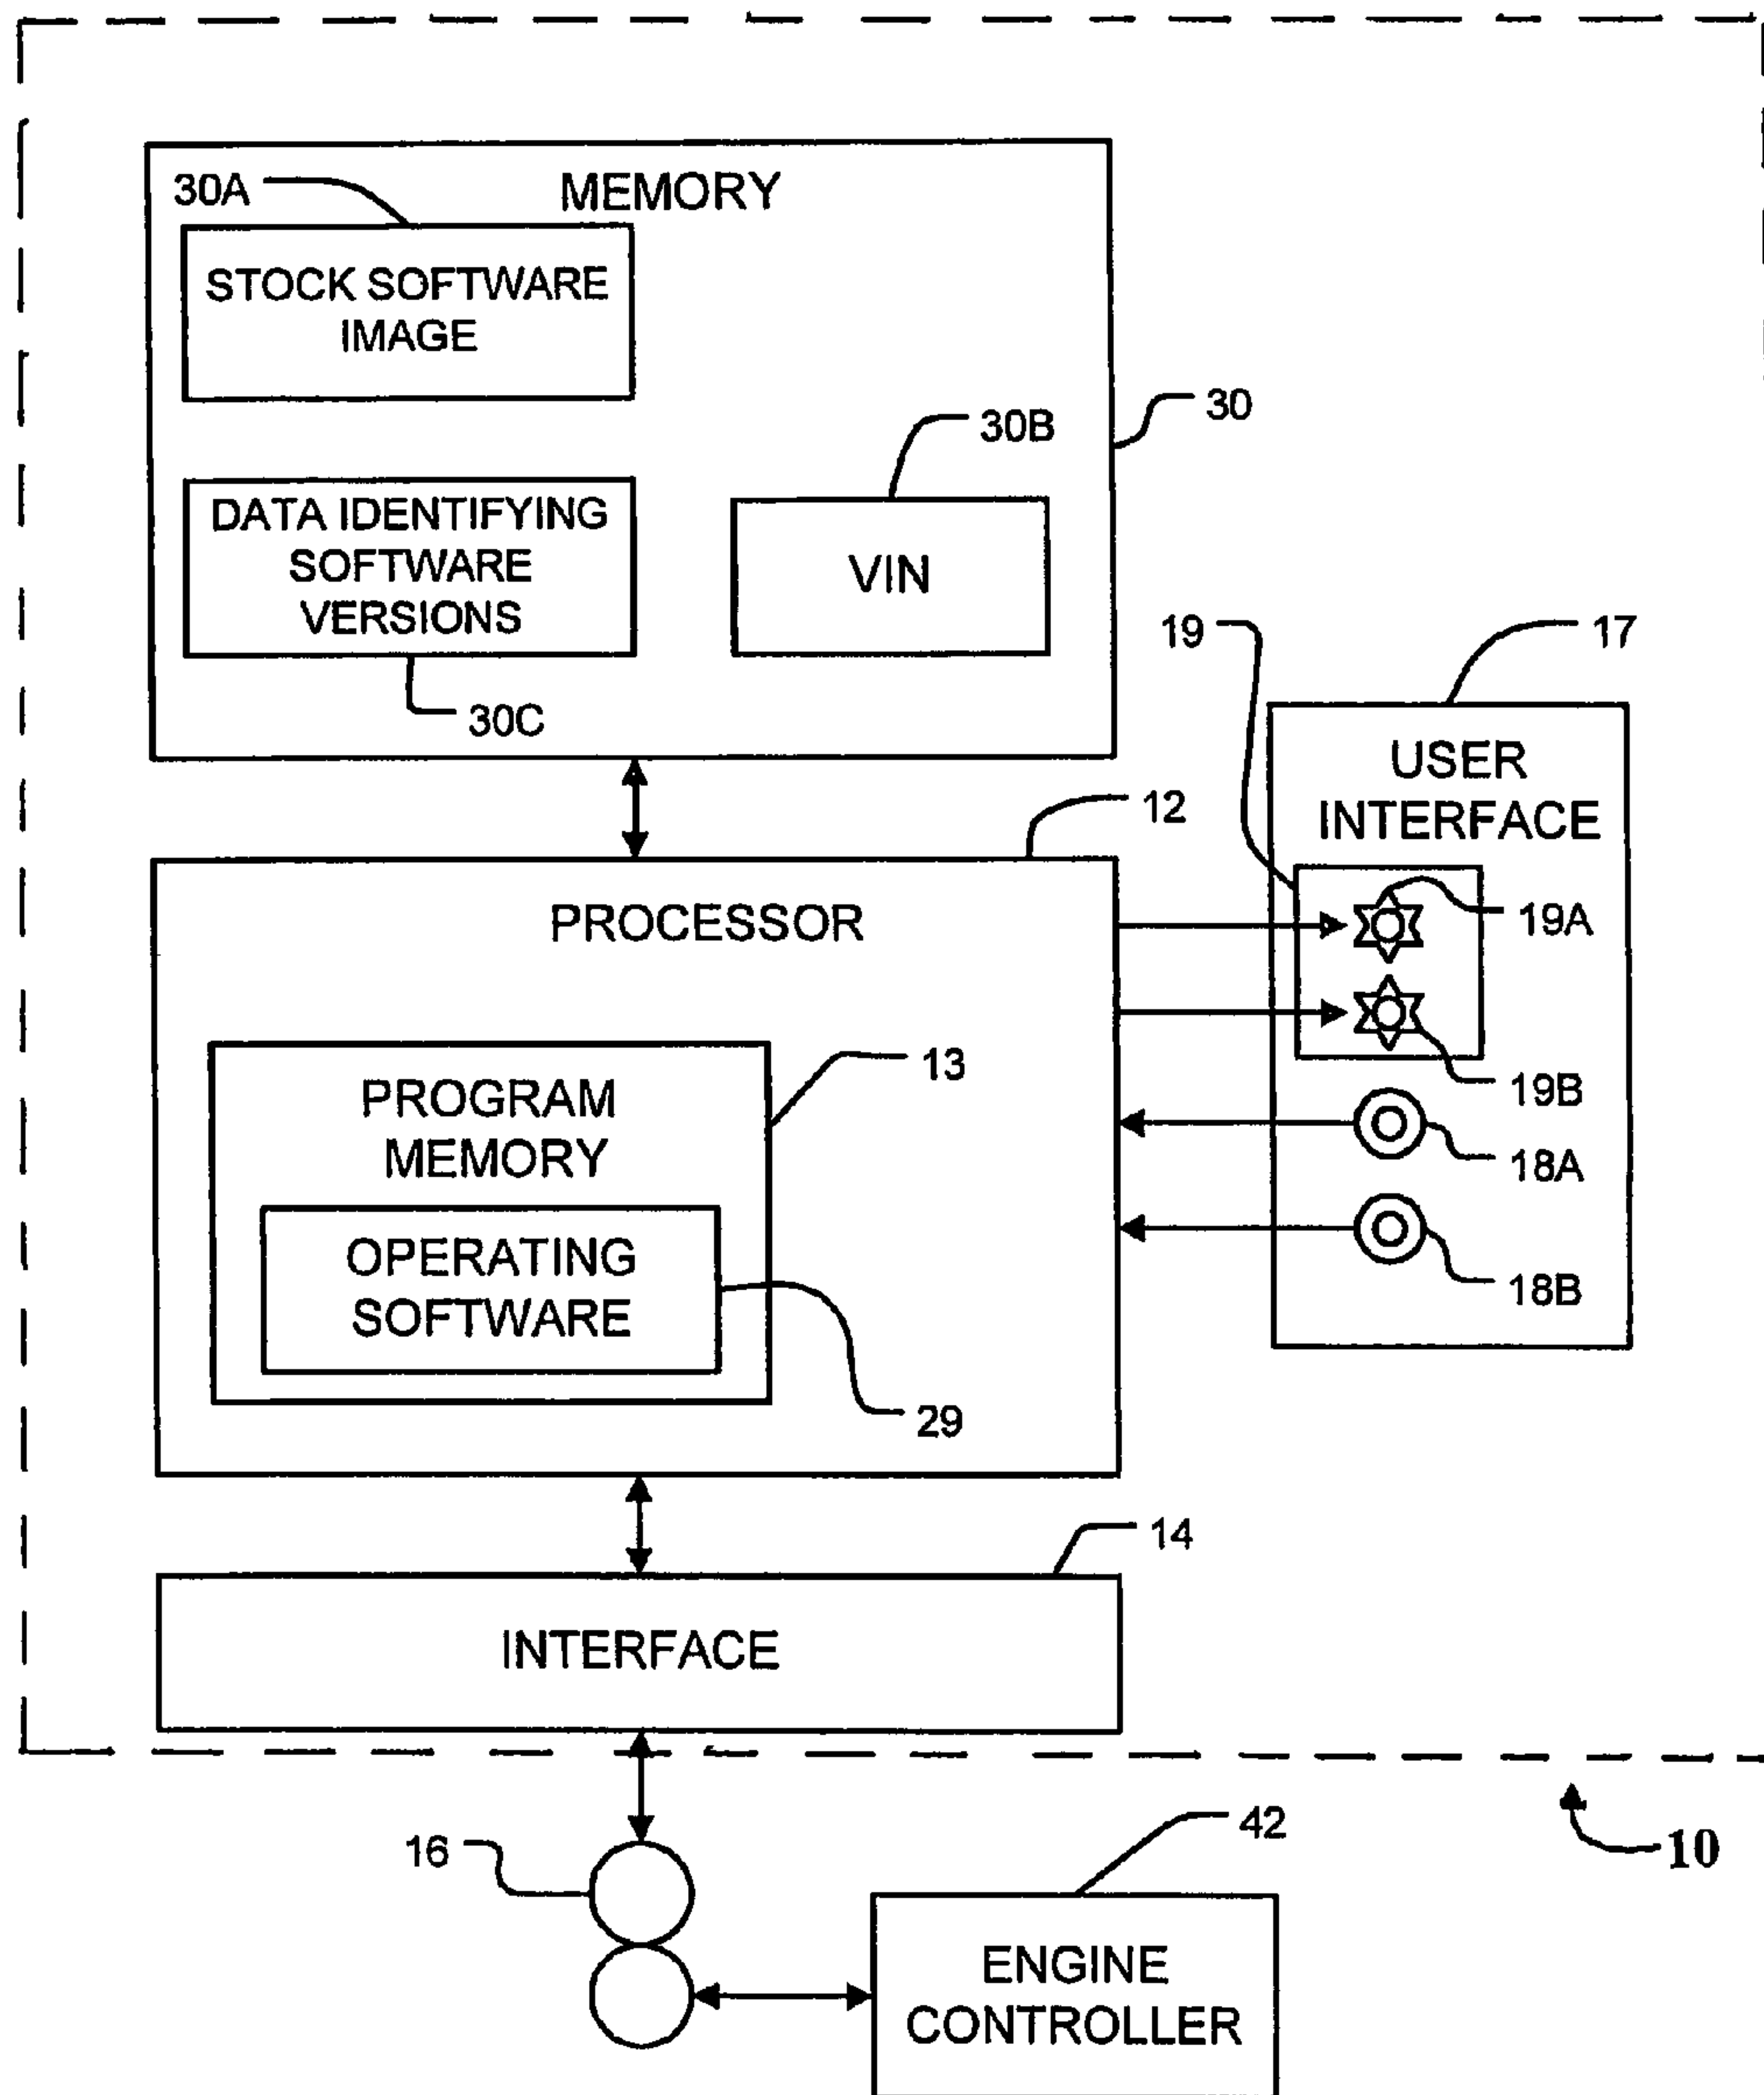 30A
MEMORY
STOCK SOFTWARE
IMAGE
30
30B
DATA IDENTIFYING
SOFTWARE
VERSIONS
VIN
30C
19
17
USER
INTERFACE
12
PROCESSOR
19A
19B
13
PROGRAM
MEMORY
18A
OPERATING
SOFTWARE
18B
29
14
INTERFACE
16
42
10
ENGINE
CONTROLLER